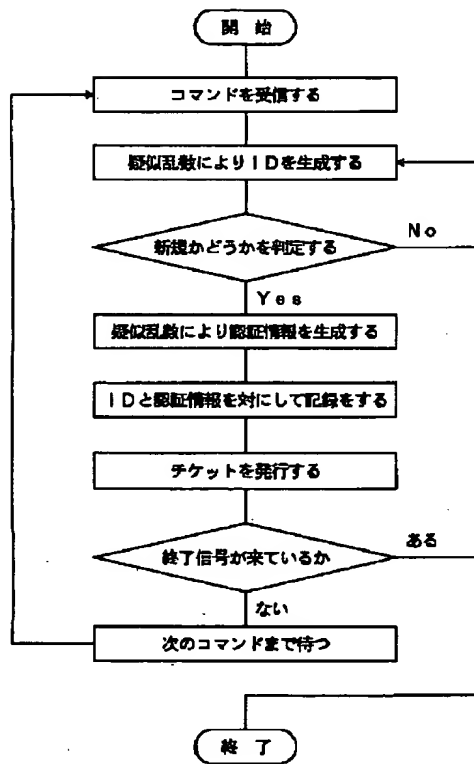 開 始
コマンドを受信する
疑似乱数によりIDを生成する
新規かどうかを判定する
No
Yes
疑似乱数により認証情報を生成する
IDと認証情報を対にして記録をする
チケットを発行する
終了信号が来ているか
ある
ない
次のコマンドまで待つ
終 了